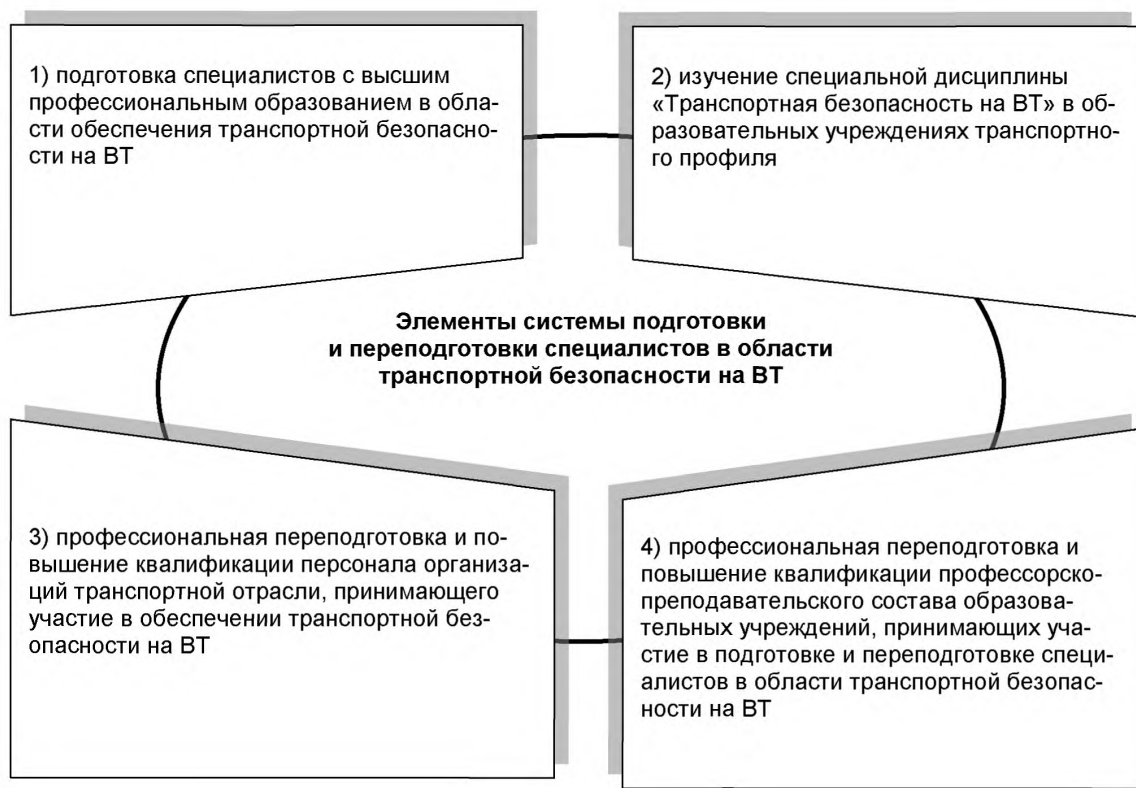 1) подготовка специалистов с высшим
профессиональным образованием в обла-
сти обеспечения транспортной безопасно-
сти на ВТ
2) изучение специальной дисциплины
«Транспортная безопасность на ВТ» в об-
разовательных учреждениях транспортно-
го профиля
Элементы системы подготовки
и переподготовки специалистов в области
транспортной безопасности на ВТ
3) профессиональная переподготовка и по-
вышение квалификации персонала организа-
ций транспортной отрасли, принимающего
участие в обеспечении транспортной без-
опасности на ВТ
4) профессиональная переподготовка и
повышение квалификации профессорско-
преподавательского состава образова-
тельных учреждений, принимающих уча-
стие в подготовке и переподготовке специ-
алистов в области транспортной безопас-
ности на ВТ